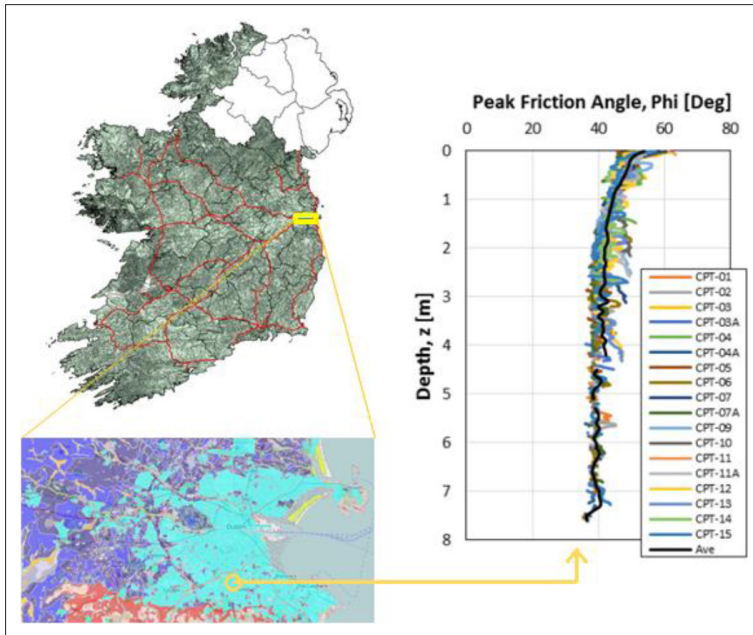 Peak Friction Angle, Phi [Deg]
0 20 40 60 80
0
1
2
3
4
5
6
7
8
Depth, z [m]
CPT-01
CPT-02
CPT-03
CPT-03A
CPT-04
CPT-04A
CPT-05
CPT-06
CPT-07
CPT-07A
CPT-09
CPT-10
CPT-11
CPT-11A
CPT-12
CPT-13
CPT-14
CPT-15
Ave